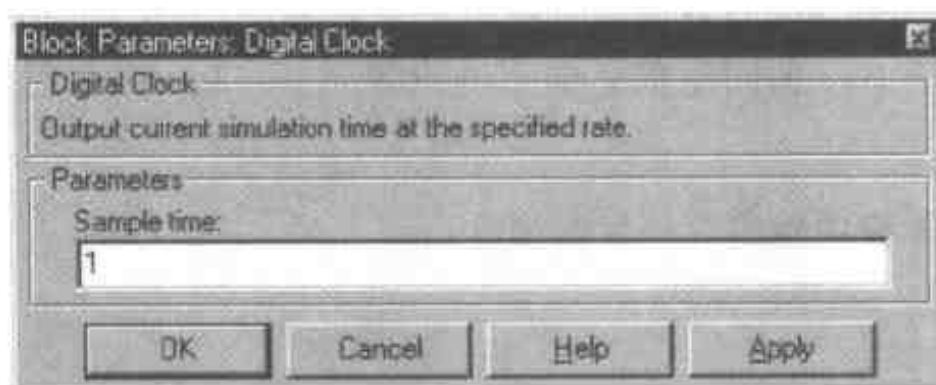 Block Parameters: Digital Clock
Digital Clock
Output current simulation time at the specified rate.
Parameters
Sample time:
1
OK
Cancel
Help
Apply